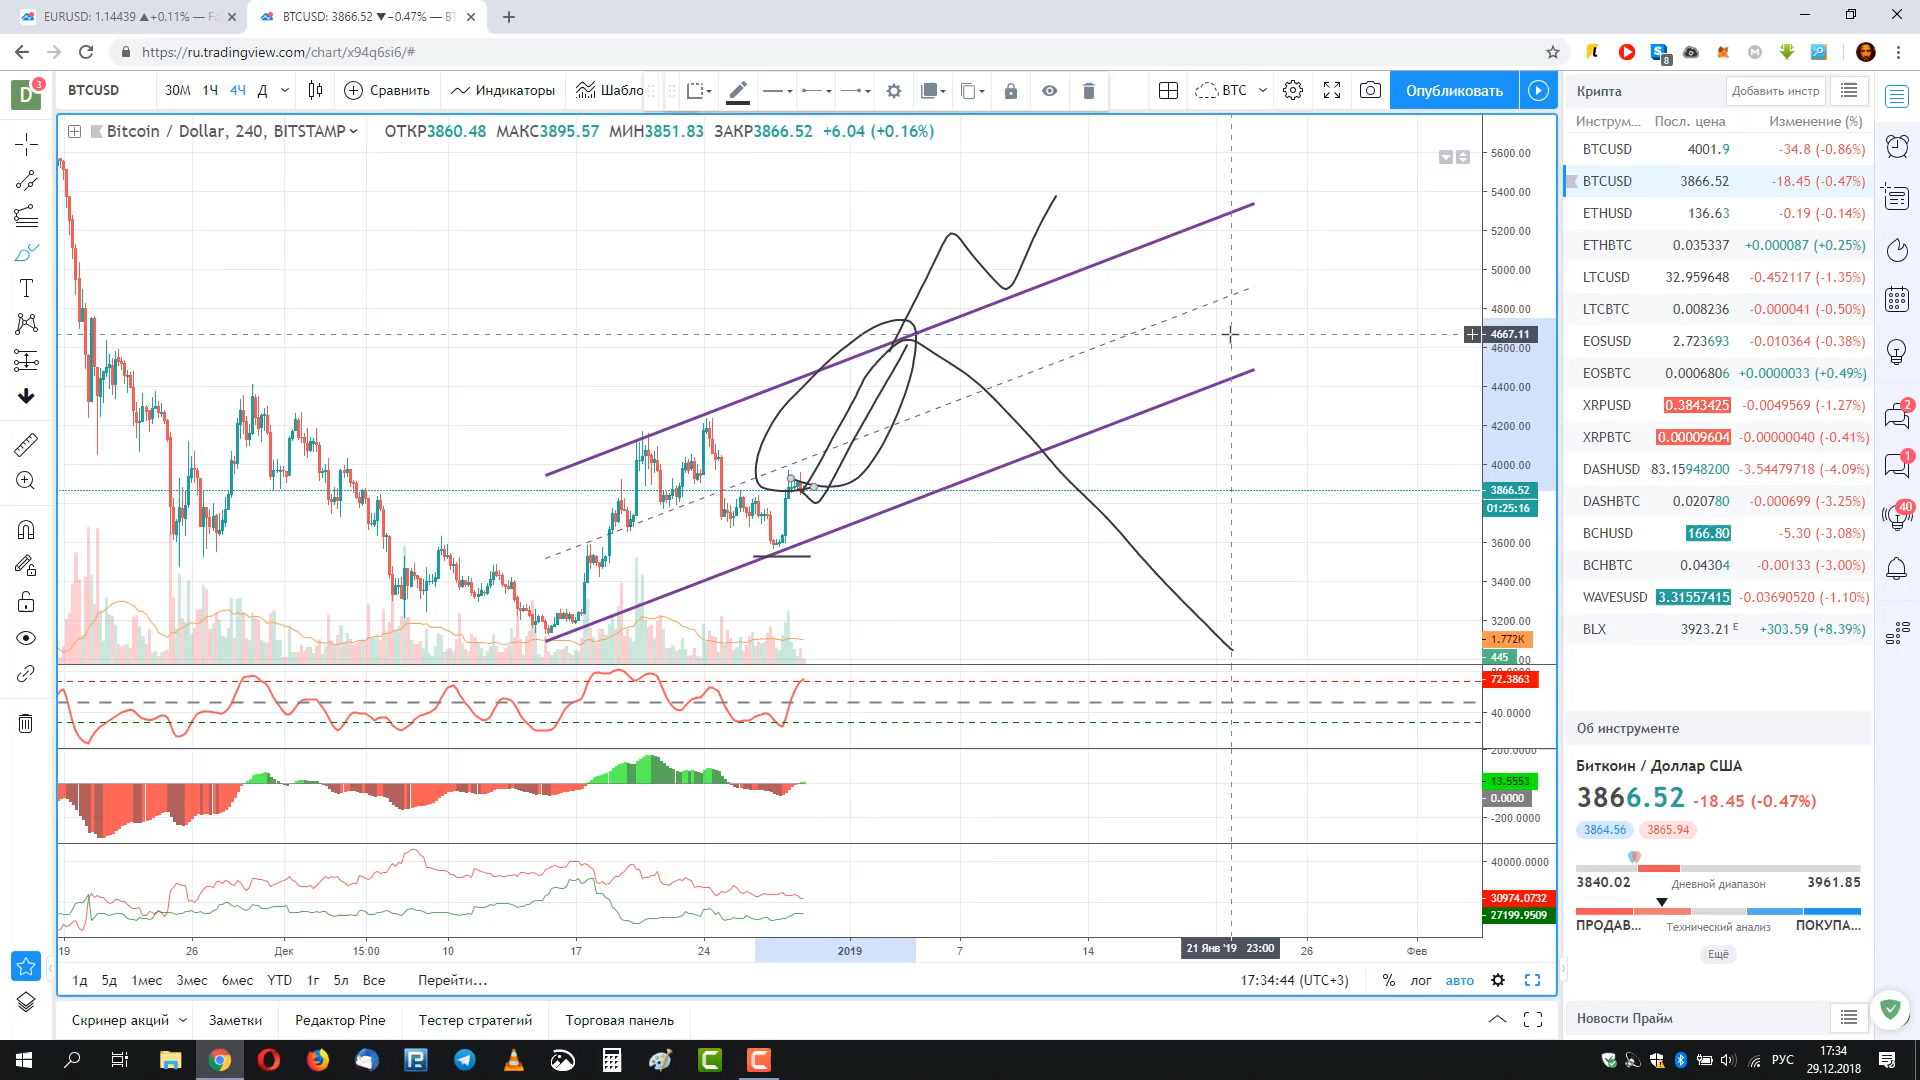 EURUSD: 1.14439 ▲+0.11% — Fo
BTCUSD: 3866.52 ▼−0.47% — BT
https://ru.tradingview.com/chart/x94q6si6/#
8
D
3
BTCUSD
30М 1Ч 4Ч Д
Сравнить
Индикаторы
Шабло
BTC
Опубликовать
Bitcoin / Dollar, 240, BITSTAMP
ОТКР3860.48 МАКС3895.57 МИН3851.83 ЗАКР3866.52 +6.04 (+0.16%)
5600.00
5400.00
5200.00
5000.00
4800.00
4667.11
4600.00
4400.00
4200.00
4000.00
3866.52
01:25:16
3600.00
3400.00
3200.00
1.772K
445
72.3863
40.0000
200.0000
13.5553
0.0000
-200.0000
40000.0000
30974.0732
27199.9509
19 26 Дек 15:00 10 17 24 2019 7 14 21 Янв '19 23:00 26 Фев
1д 5д 1мес 3мес 6мес YTD 1г 5л Все Перейти...
17:34:44 (UTC+3) % лог авто
Скринер акций Заметки Редактор Pine Тестер стратегий Торговая панель
Крипта
Добавить инстр
Инструм... Посл. цена Изменение (%)
BTCUSD 4001.9 -34.8 (-0.86%)
BTCUSD 3866.52 -18.45 (-0.47%)
ETHUSD 136.63 -0.19 (-0.14%)
ETHBTC 0.035337 +0.000087 (+0.25%)
LTCUSD 32.959648 -0.452117 (-1.35%)
LTCBTC 0.008236 -0.000041 (-0.50%)
EOSUSD 2.723693 -0.010364 (-0.38%)
EOSBTC 0.0006806 +0.0000033 (+0.49%)
XRPUSD 0.3843425 -0.0049569 (-1.27%)
XRPBTC 0.00009604 -0.00000040 (-0.41%)
DASHUSD 83.15948200 -3.54479718 (-4.09%)
DASHBTC 0.020780 -0.000699 (-3.25%)
BCHUSD 166.80 -5.30 (-3.08%)
BCHBTC 0.04304 -0.00133 (-3.00%)
WAVESUSD 3.31557415 -0.03690520 (-1.10%)
BLX 3923.21 E +303.59 (+8.39%)
2
1
40
Об инструменте
Биткоин / Доллар США
3866.52 -18.45 (-0.47%)
3864.56 3865.94
3840.02 Дневной диапазон 3961.85
ПРОДАВ... Технический анализ ПОКУПА...
Ещё
Новости Прайм
РУС
17:34
29.12.2018